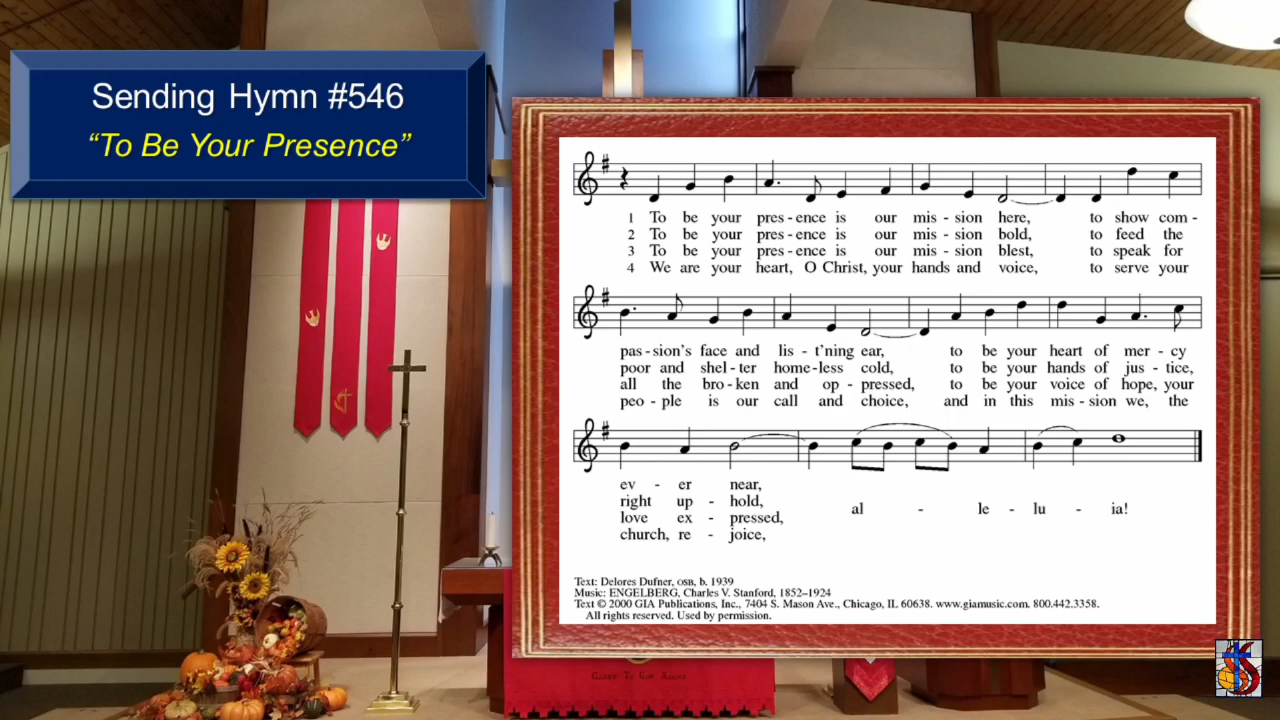 Sending Hymn #546
“To Be Your Presence”
1 To be your pres - ence is our mis - sion here, to show com -
2 To be your pres - ence is our mis - sion bold, to feed the
3 To be your pres - ence is our mis - sion blest, to speak for
4 We are your heart, O Christ, your hands and voice, to serve your
pas - sion’s face and lis - t’ning ear, to be your heart of mer - cy
poor and shel - ter home - less cold, to be your hands of jus - tice,
all the bro - ken and op - pressed, to be your voice of hope, your
peo - ple is our call and choice, and in this mis - sion we, the
ev - er near,
right up - hold,
al - le - lu - ia!
love ex - pressed,
church, re - joice,
Text: Delores Dufner, OSB, b. 1939
Music: ENGELBERG, Charles V. Stanford, 1852–1924
Text © 2000 GIA Publications, Inc., 7404 S. Mason Ave., Chicago, IL 60638. www.giamusic.com. 800.442.3358.
All rights reserved. Used by permission.
Glory To God Alone